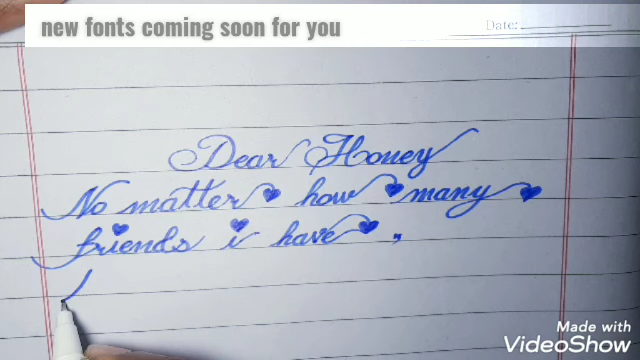 new fonts coming soon for you
Date:
Dear Honey
No matter how many
friends i have ,
Made with
VideoShow